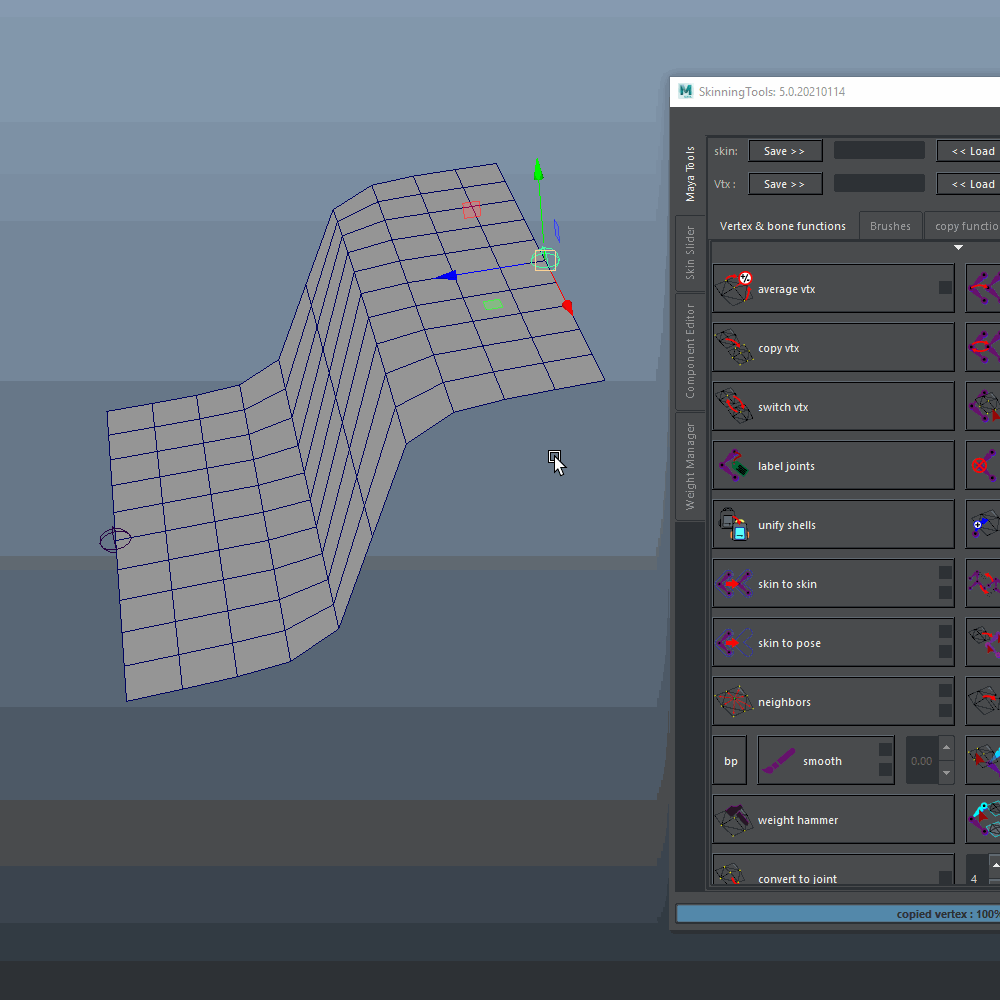 SkinningTools: 5.0.20210114
Maya Tools
Skin Slider
Component Editor
Weight Manager
skin: Save >> << Load
Vtx : Save >> << Load
Vertex & bone functions Brushes copy functio
average vtx
copy vtx
switch vtx
label joints
unify shells
skin to skin
skin to pose
neighbors
bp smooth 0.00
weight hammer
convert to joint 4
copied vertex : 100%